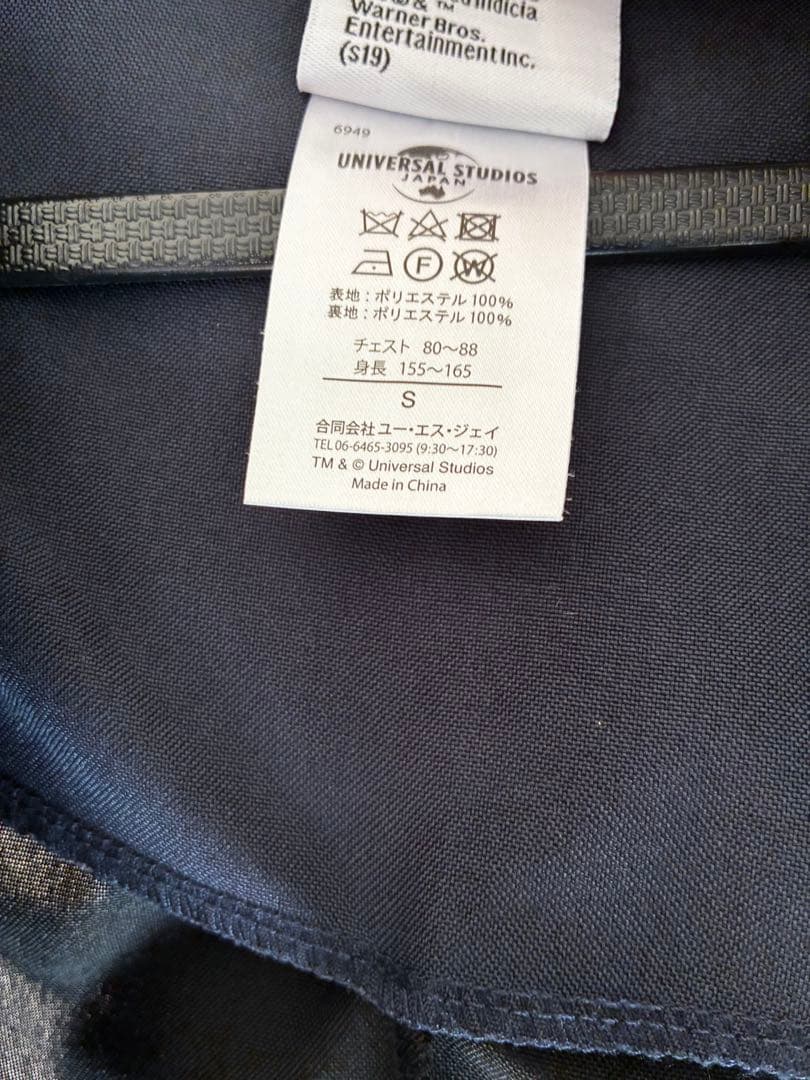 indicia
& ™
Warner Bros.
Entertainment Inc.
(s19)
6949
UNIVERSAL STUDIOS
JAPAN
F
W
表地 : ポリエステル 100%
裏地 : ポリエステル 100%
チェスト 80〜88
身長 155〜165
S
合同会社 ユー・エス・ジェイ
TEL 06-6465-3095 (9:30〜17:30)
TM & © Universal Studios
Made in China